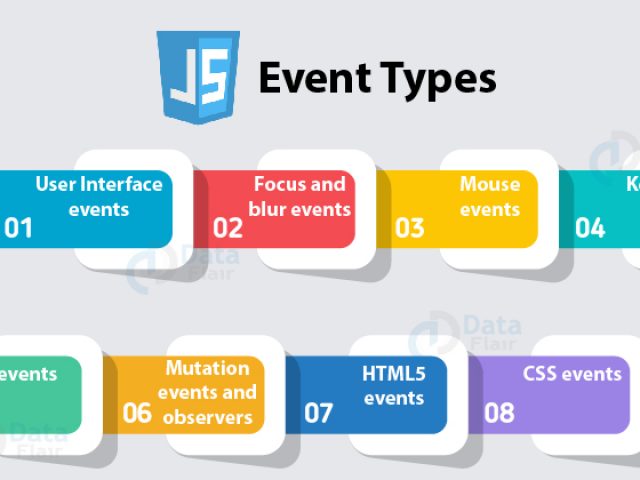 JS Event Types
User Interface
events
01
Focus and
blur events
02
Mouse
events
03
04
events
Mutation
events and
observers
06
HTML5
events
07
CSS events
08
Data
Flair
Data
Flair
Data
Flair